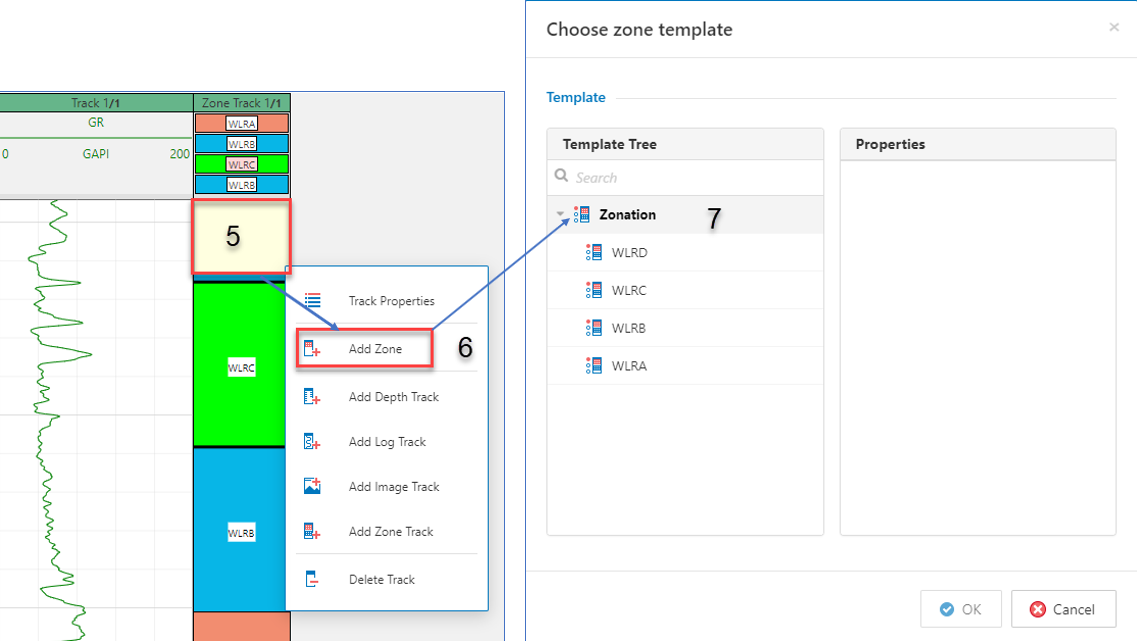 Track 1/1
GR
0 GAPI 200
Zone Track 1/1
WLRA
WLRB
WLRC
WLRB
5
WLRC
WLRB
Track Properties
Add Zone
6
Add Depth Track
Add Log Track
Add Image Track
Add Zone Track
Delete Track
Choose zone template
×
Template
Template Tree
Search
Zonation
7
WLRD
WLRC
WLRB
WLRA
Properties
OK
Cancel